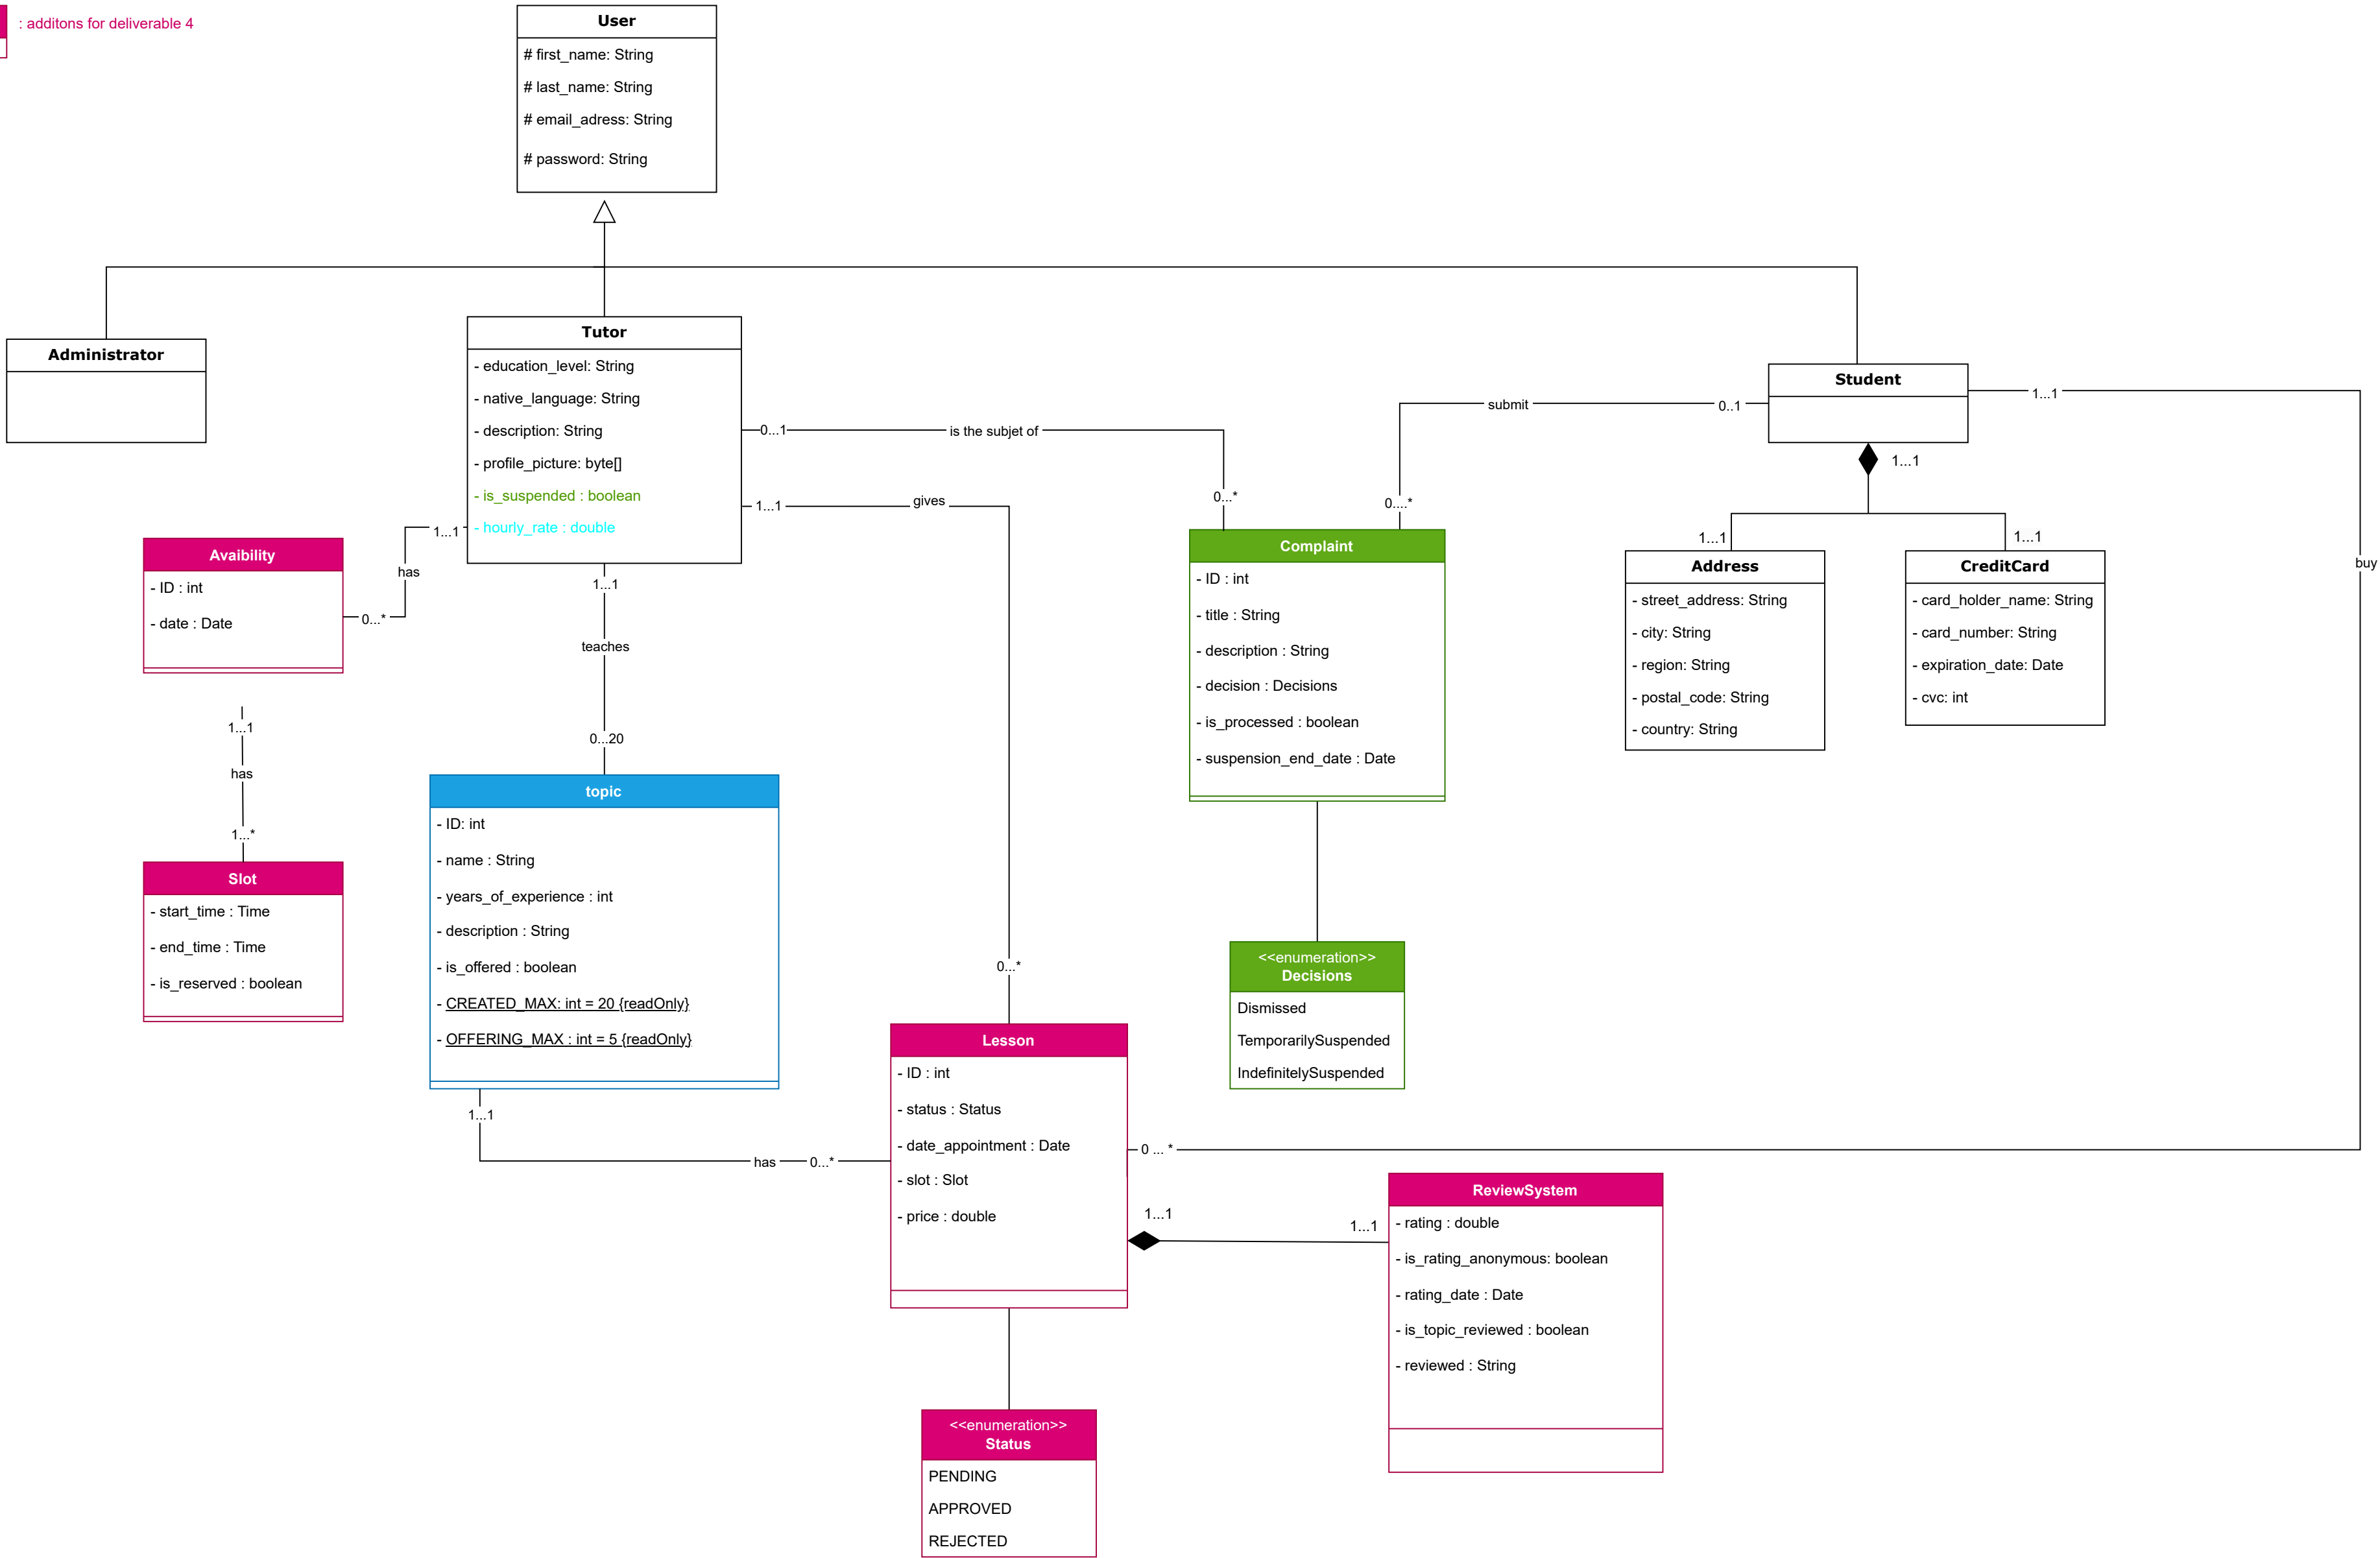 : additons for deliverable 4
User
# first_name: String
# last_name: String
# email_adress: String
# password: String
Administrator
Tutor
- education_level: String
- native_language: String
- description: String
- profile_picture: byte[]
- is_suspended : boolean
- hourly_rate : double
0...1
is the subjet of
0...*
submit
0..1
0....*
Student
1...1
buy
1...1
1...1
1...1
Address
- street_address: String
- city: String
- region: String
- postal_code: String
- country: String
CreditCard
- card_holder_name: String
- card_number: String
- expiration_date: Date
- cvc: int
1...1
gives
0...*
1...1
has
0...*
Avaibility
- ID : int
- date : Date
1...1
has
1...*
Slot
- start_time : Time
- end_time : Time
- is_reserved : boolean
1...1
teaches
0...20
topic
- ID: int
- name : String
- years_of_experience : int
- description : String
- is_offered : boolean
- CREATED_MAX: int = 20 {readOnly}
- OFFERING_MAX : int = 5 {readOnly}
1...1
has
0...*
Complaint
- ID : int
- title : String
- description : String
- decision : Decisions
- is_processed : boolean
- suspension_end_date : Date
<<enumeration>>
Decisions
Dismissed
TemporarilySuspended
IndefinitelySuspended
Lesson
- ID : int
- status : Status
- date_appointment : Date
- slot : Slot
- price : double
0 ... *
1...1
1...1
ReviewSystem
- rating : double
- is_rating_anonymous: boolean
- rating_date : Date
- is_topic_reviewed : boolean
- reviewed : String
<<enumeration>>
Status
PENDING
APPROVED
REJECTED